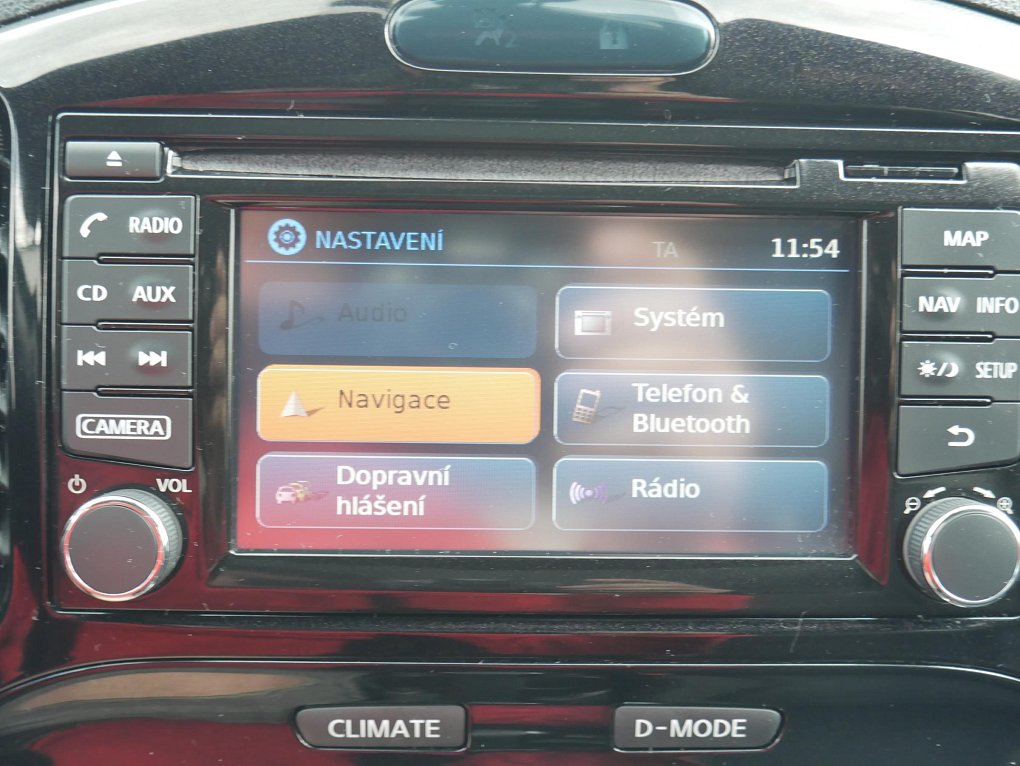 RADIO
CD AUX
CAMERA
VOL
NASTAVENÍ TA 11:54
Audio
Systém
Navigace
Telefon &
Bluetooth
Dopravní
hlášení
Rádio
MAP
NAV INFO
SETUP
CLIMATE D-MODE